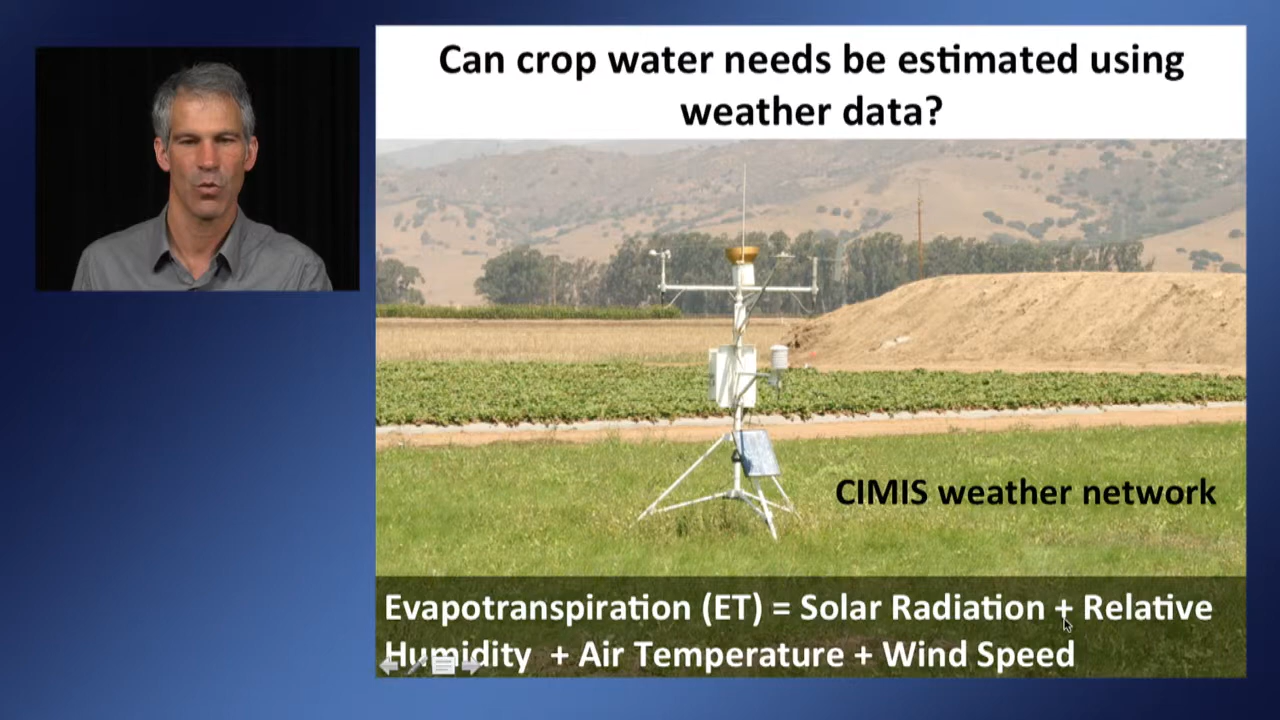 Can crop water needs be estimated using
weather data?
CIMIS weather network
Evapotranspiration (ET) = Solar Radiation + Relative
Humidity + Air Temperature + Wind Speed